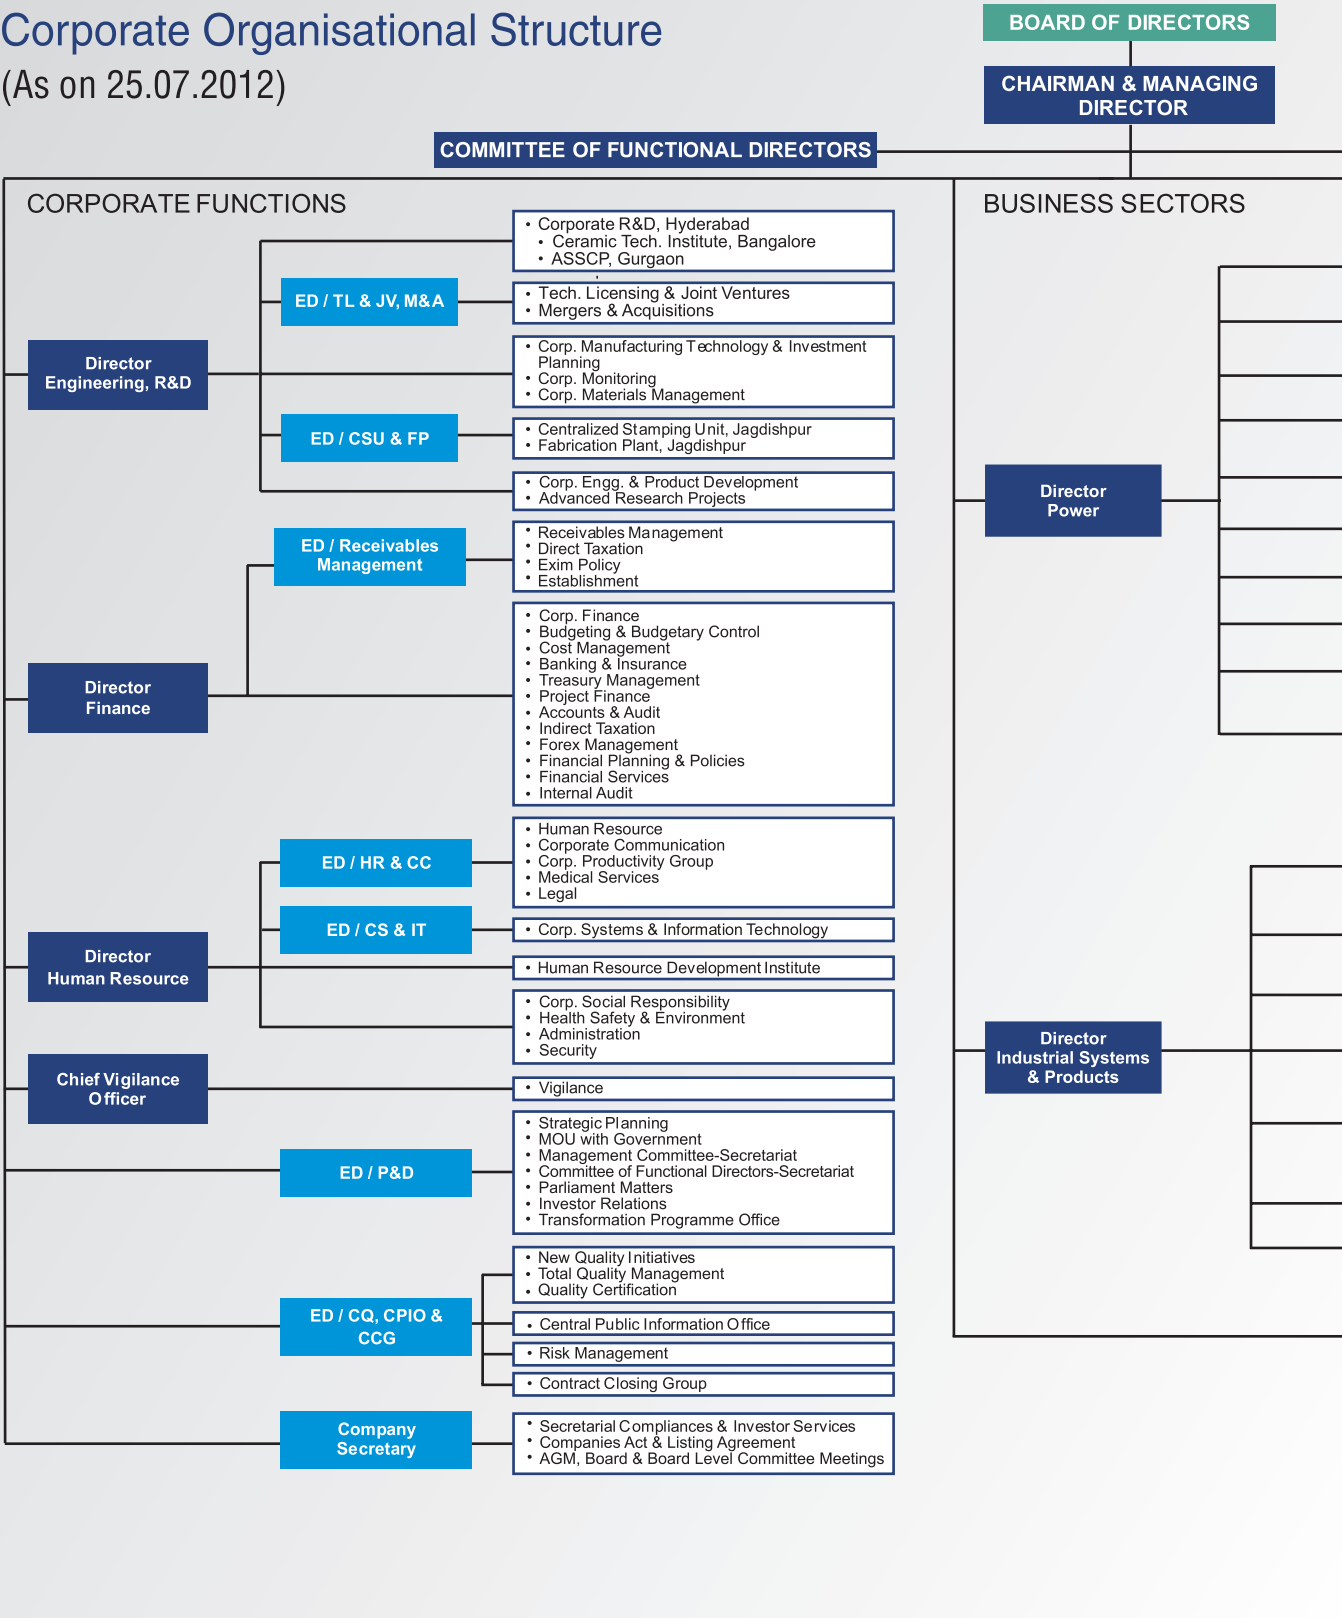 Corporate Organisational Structure
(As on 25.07.2012)
BOARD OF DIRECTORS
CHAIRMAN & MANAGING
DIRECTOR
COMMITTEE OF FUNCTIONAL DIRECTORS
CORPORATE FUNCTIONS
Director
Engineering, R&D
• Corporate R&D, Hyderabad
• Ceramic Tech. Institute, Bangalore
• ASSCP, Gurgaon
ED / TL & JV, M&A
• Tech. Licensing & Joint Ventures
• Mergers & Acquisitions
• Corp. Manufacturing Technology & Investment
Planning
• Corp. Monitoring
• Corp. Materials Management
ED / CSU & FP
• Centralized Stamping Unit, Jagdishpur
• Fabrication Plant, Jagdishpur
• Corp. Engg. & Product Development
• Advanced Research Projects
Director
Finance
ED / Receivables
Management
• Receivables Management
• Direct Taxation
• Exim Policy
• Establishment
• Corp. Finance
• Budgeting & Budgetary Control
• Cost Management
• Banking & Insurance
• Treasury Management
• Project Finance
• Accounts & Audit
• Indirect Taxation
• Forex Management
• Financial Planning & Policies
• Financial Services
• Internal Audit
Director
Human Resource
ED / HR & CC
• Human Resource
• Corporate Communication
• Corp. Productivity Group
• Medical Services
• Legal
ED / CS & IT
• Corp. Systems & Information Technology
• Human Resource Development Institute
• Corp. Social Responsibility
• Health Safety & Environment
• Administration
• Security
Chief Vigilance
Officer
• Vigilance
ED / P&D
• Strategic Planning
• MOU with Government
• Management Committee-Secretariat
• Committee of Functional Directors-Secretariat
• Parliament Matters
• Investor Relations
• Transformation Programme Office
ED / CQ, CPIO &
CCG
• New Quality Initiatives
• Total Quality Management
• Quality Certification
• Central Public Information Office
• Risk Management
• Contract Closing Group
Company
Secretary
• Secretarial Compliances & Investor Services
• Companies Act & Listing Agreement
• AGM, Board & Board Level Committee Meetings
BUSINESS SECTORS
Director
Power
Director
Industrial Systems
& Products